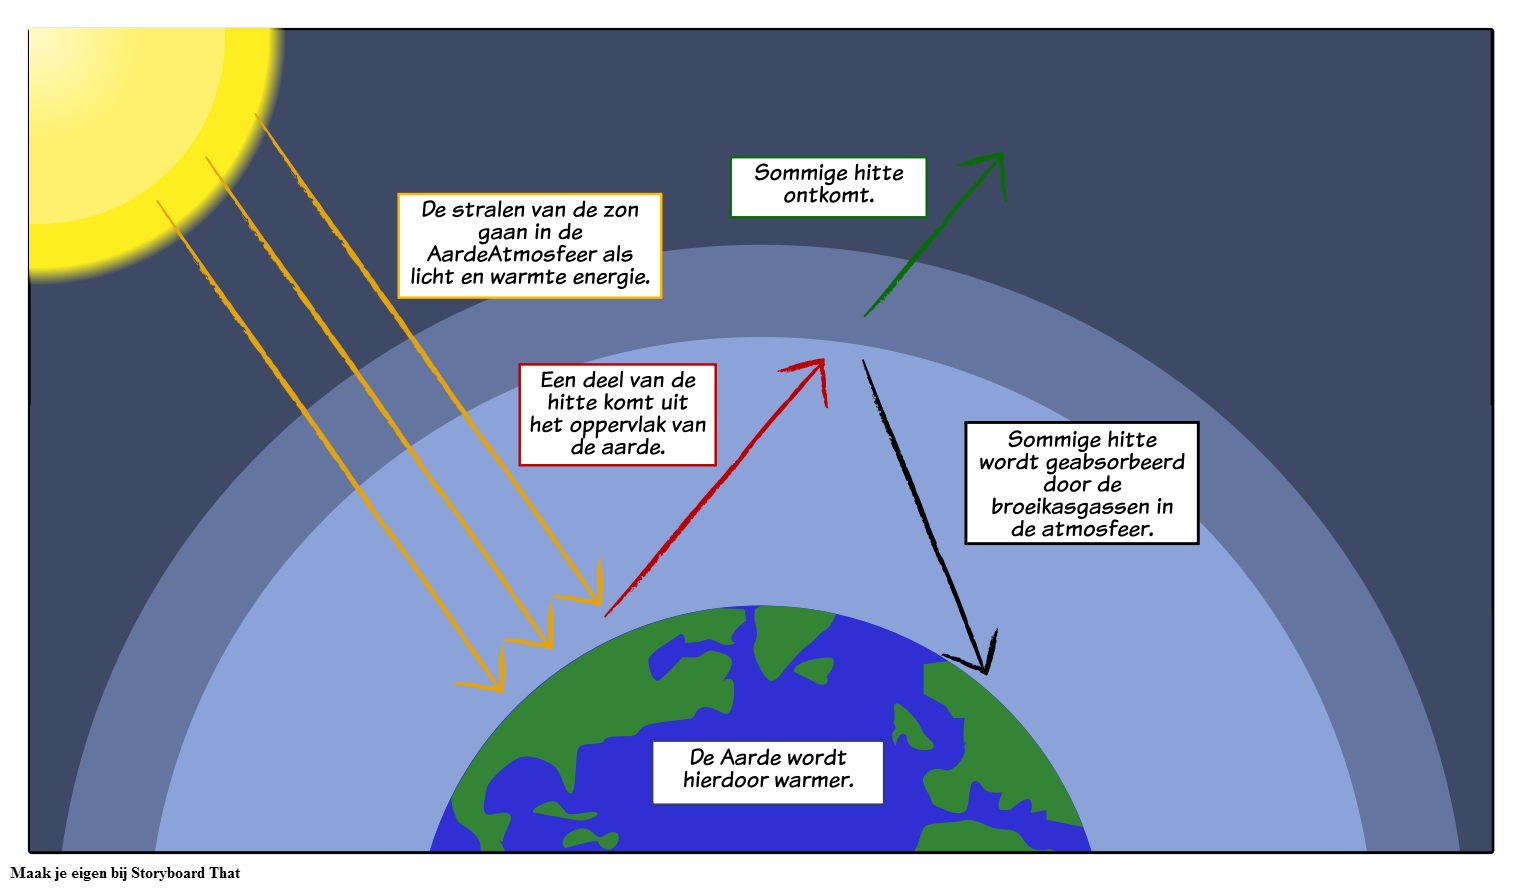 De stralen van de zon
gaan in de
AardeAtmosfeer als
licht en warmte energie.
Sommige hitte
ontkomt.
Een deel van de
hitte komt uit
het oppervlak van
de aarde.
Sommige hitte
wordt geabsorbeerd
door de
broeikasgassen in
de atmosfeer.
De Aarde wordt
hierdoor warmer.
Maak je eigen bij Storyboard That